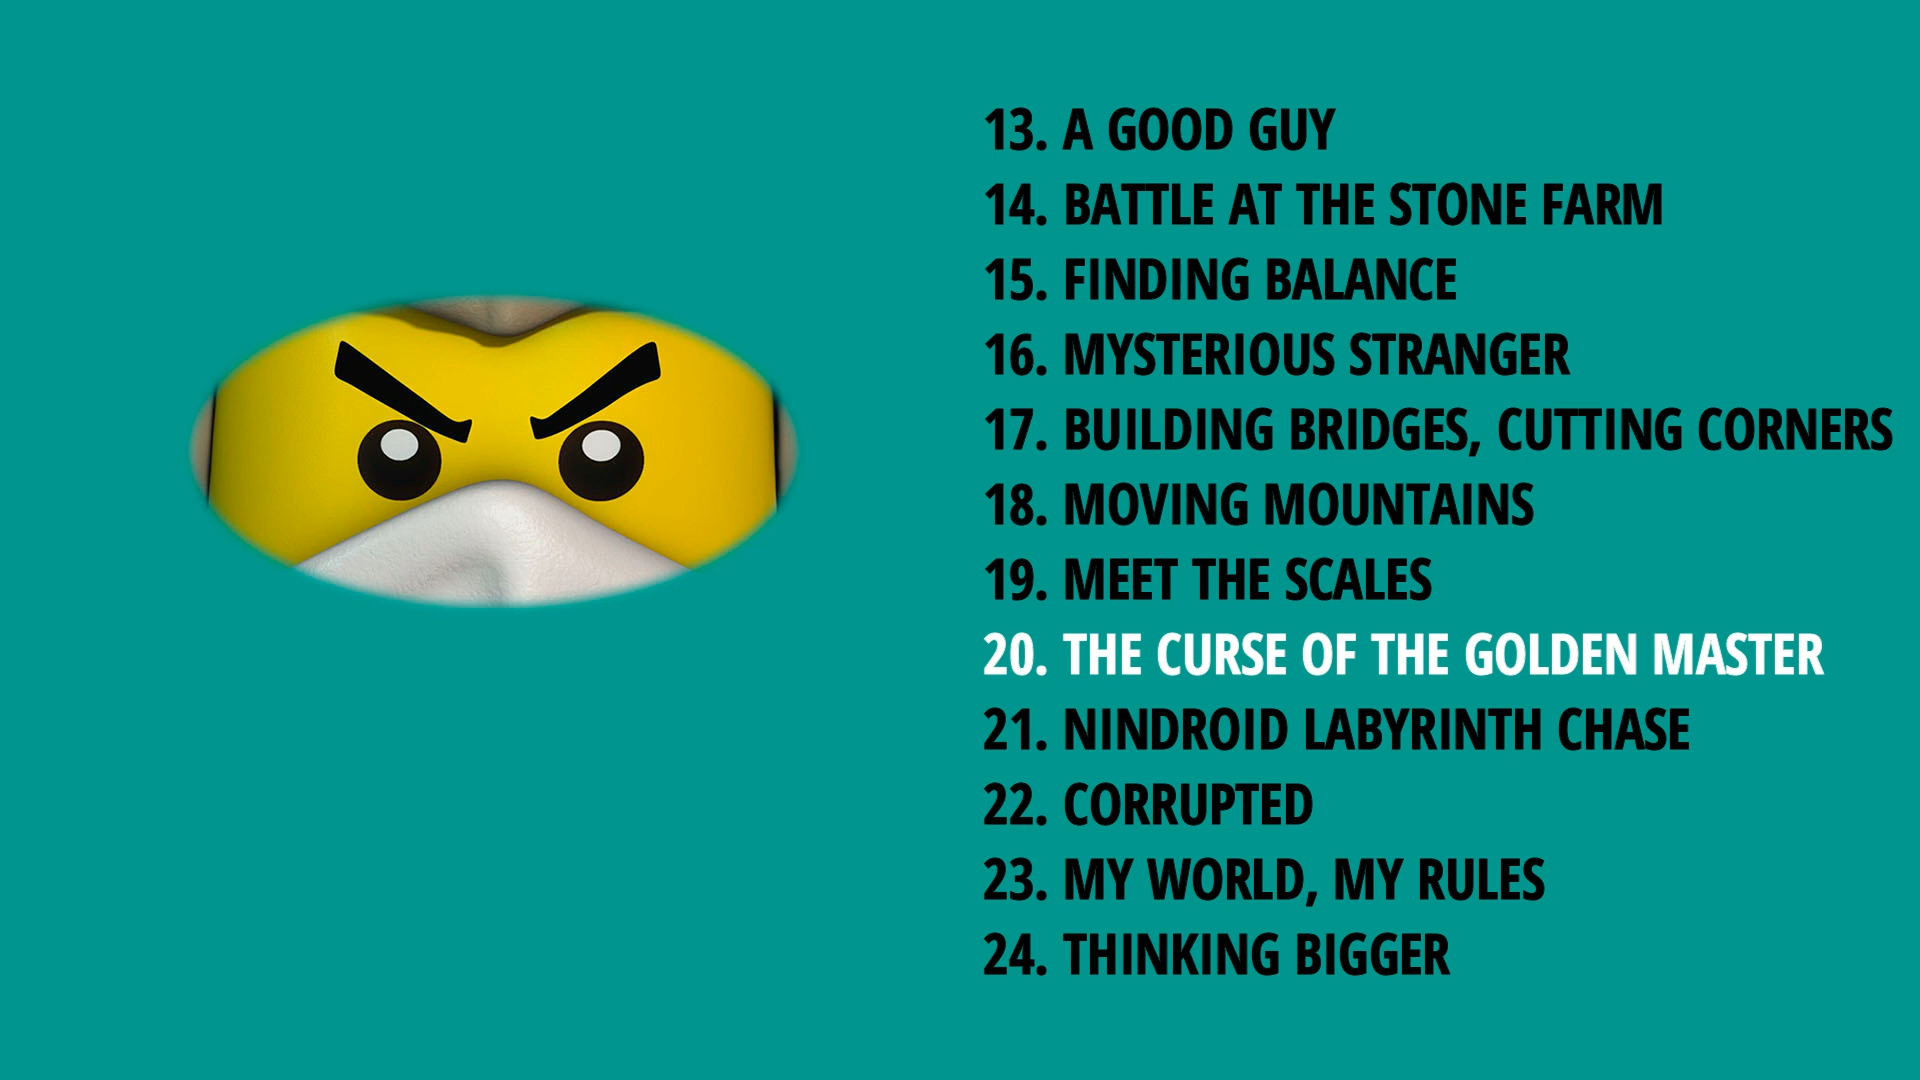 13. A GOOD GUY
14. BATTLE AT THE STONE FARM
15. FINDING BALANCE
16. MYSTERIOUS STRANGER
17. BUILDING BRIDGES, CUTTING CORNERS
18. MOVING MOUNTAINS
19. MEET THE SCALES
20. THE CURSE OF THE GOLDEN MASTER
21. NINDROID LABYRINTH CHASE
22. CORRUPTED
23. MY WORLD, MY RULES
24. THINKING BIGGER